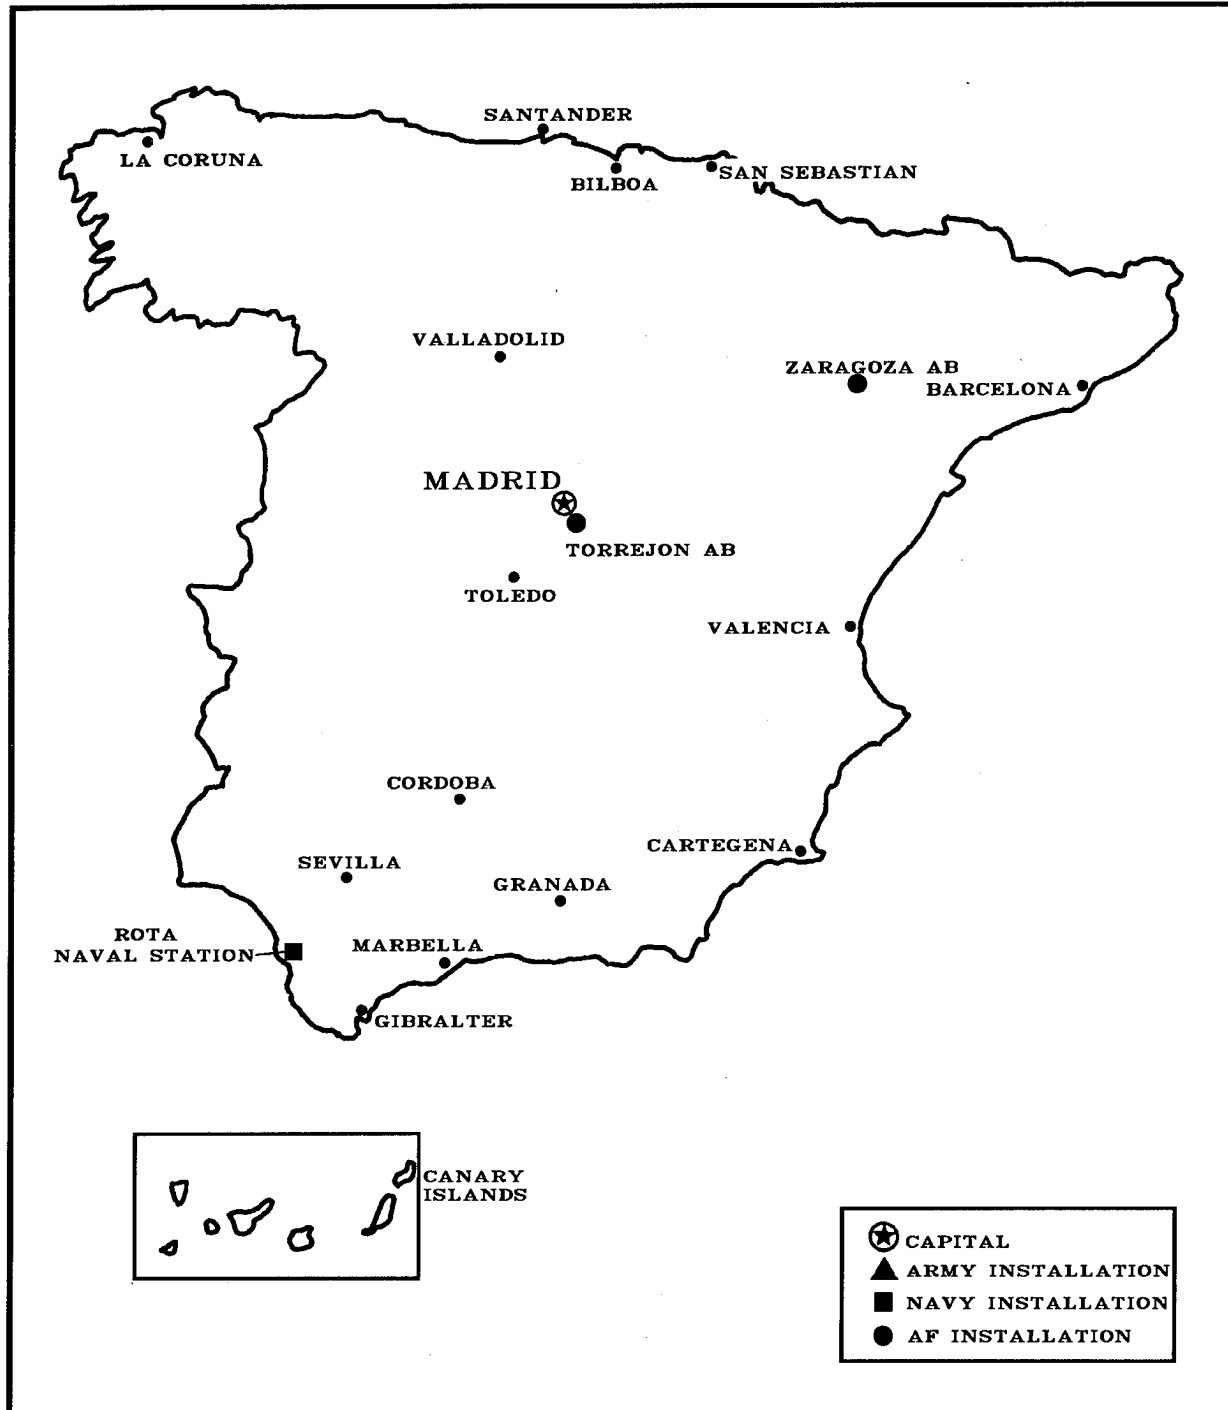 SANTANDER
LA CORUNA
BILBOA
SAN SEBASTIAN
VALLADOLID
ZARAGOZA AB
BARCELONA
MADRID
TORREJON AB
TOLEDO
VALENCIA
CORDOBA
CARTEGENA
SEVILLA
GRANADA
ROTA
NAVAL STATION
MARBELLA
GIBRALTER
CANARY
ISLANDS
CAPITAL
ARMY INSTALLATION
NAVY INSTALLATION
AF INSTALLATION